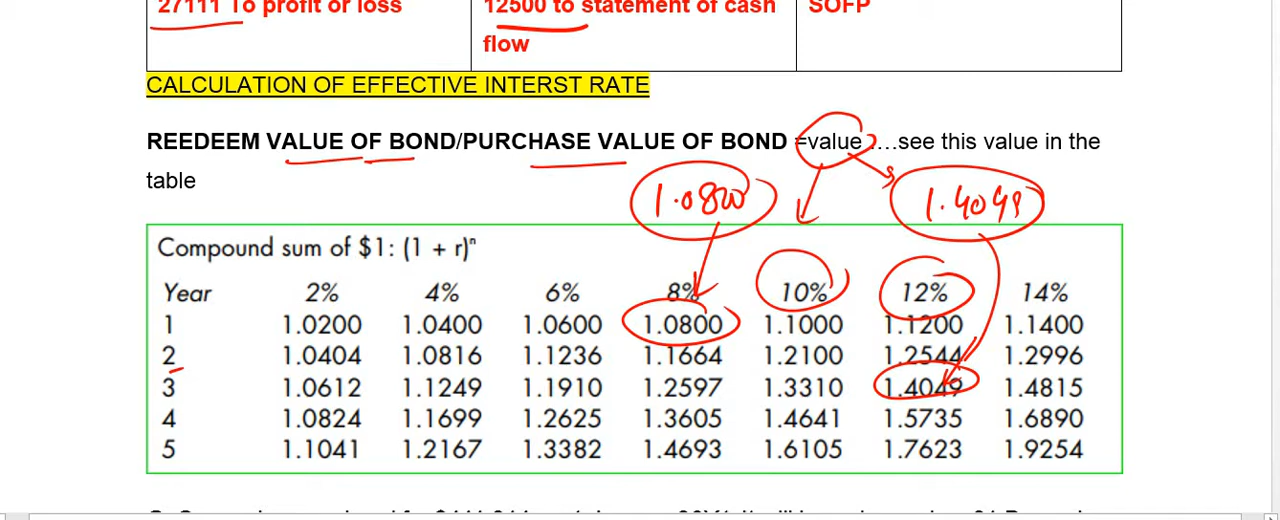 27111 To profit or loss
12500 to statement of cash
flow
SOFP
CALCULATION OF EFFECTIVE INTERST RATE
REEDEEM VALUE OF BOND/PURCHASE VALUE OF BOND =value ….see this value in the
table
1.0800 1.4049
Compound sum of $1: (1 + r)ⁿ
Year 2% 4% 6% 8% 10% 12% 14%
1 1.0200 1.0400 1.0600 1.0800 1.1000 1.1200 1.1400
2 1.0404 1.0816 1.1236 1.1664 1.2100 1.2544 1.2996
3 1.0612 1.1249 1.1910 1.2597 1.3310 1.4049 1.4815
4 1.0824 1.1699 1.2625 1.3605 1.4641 1.5735 1.6890
5 1.1041 1.2167 1.3382 1.4693 1.6105 1.7623 1.9254